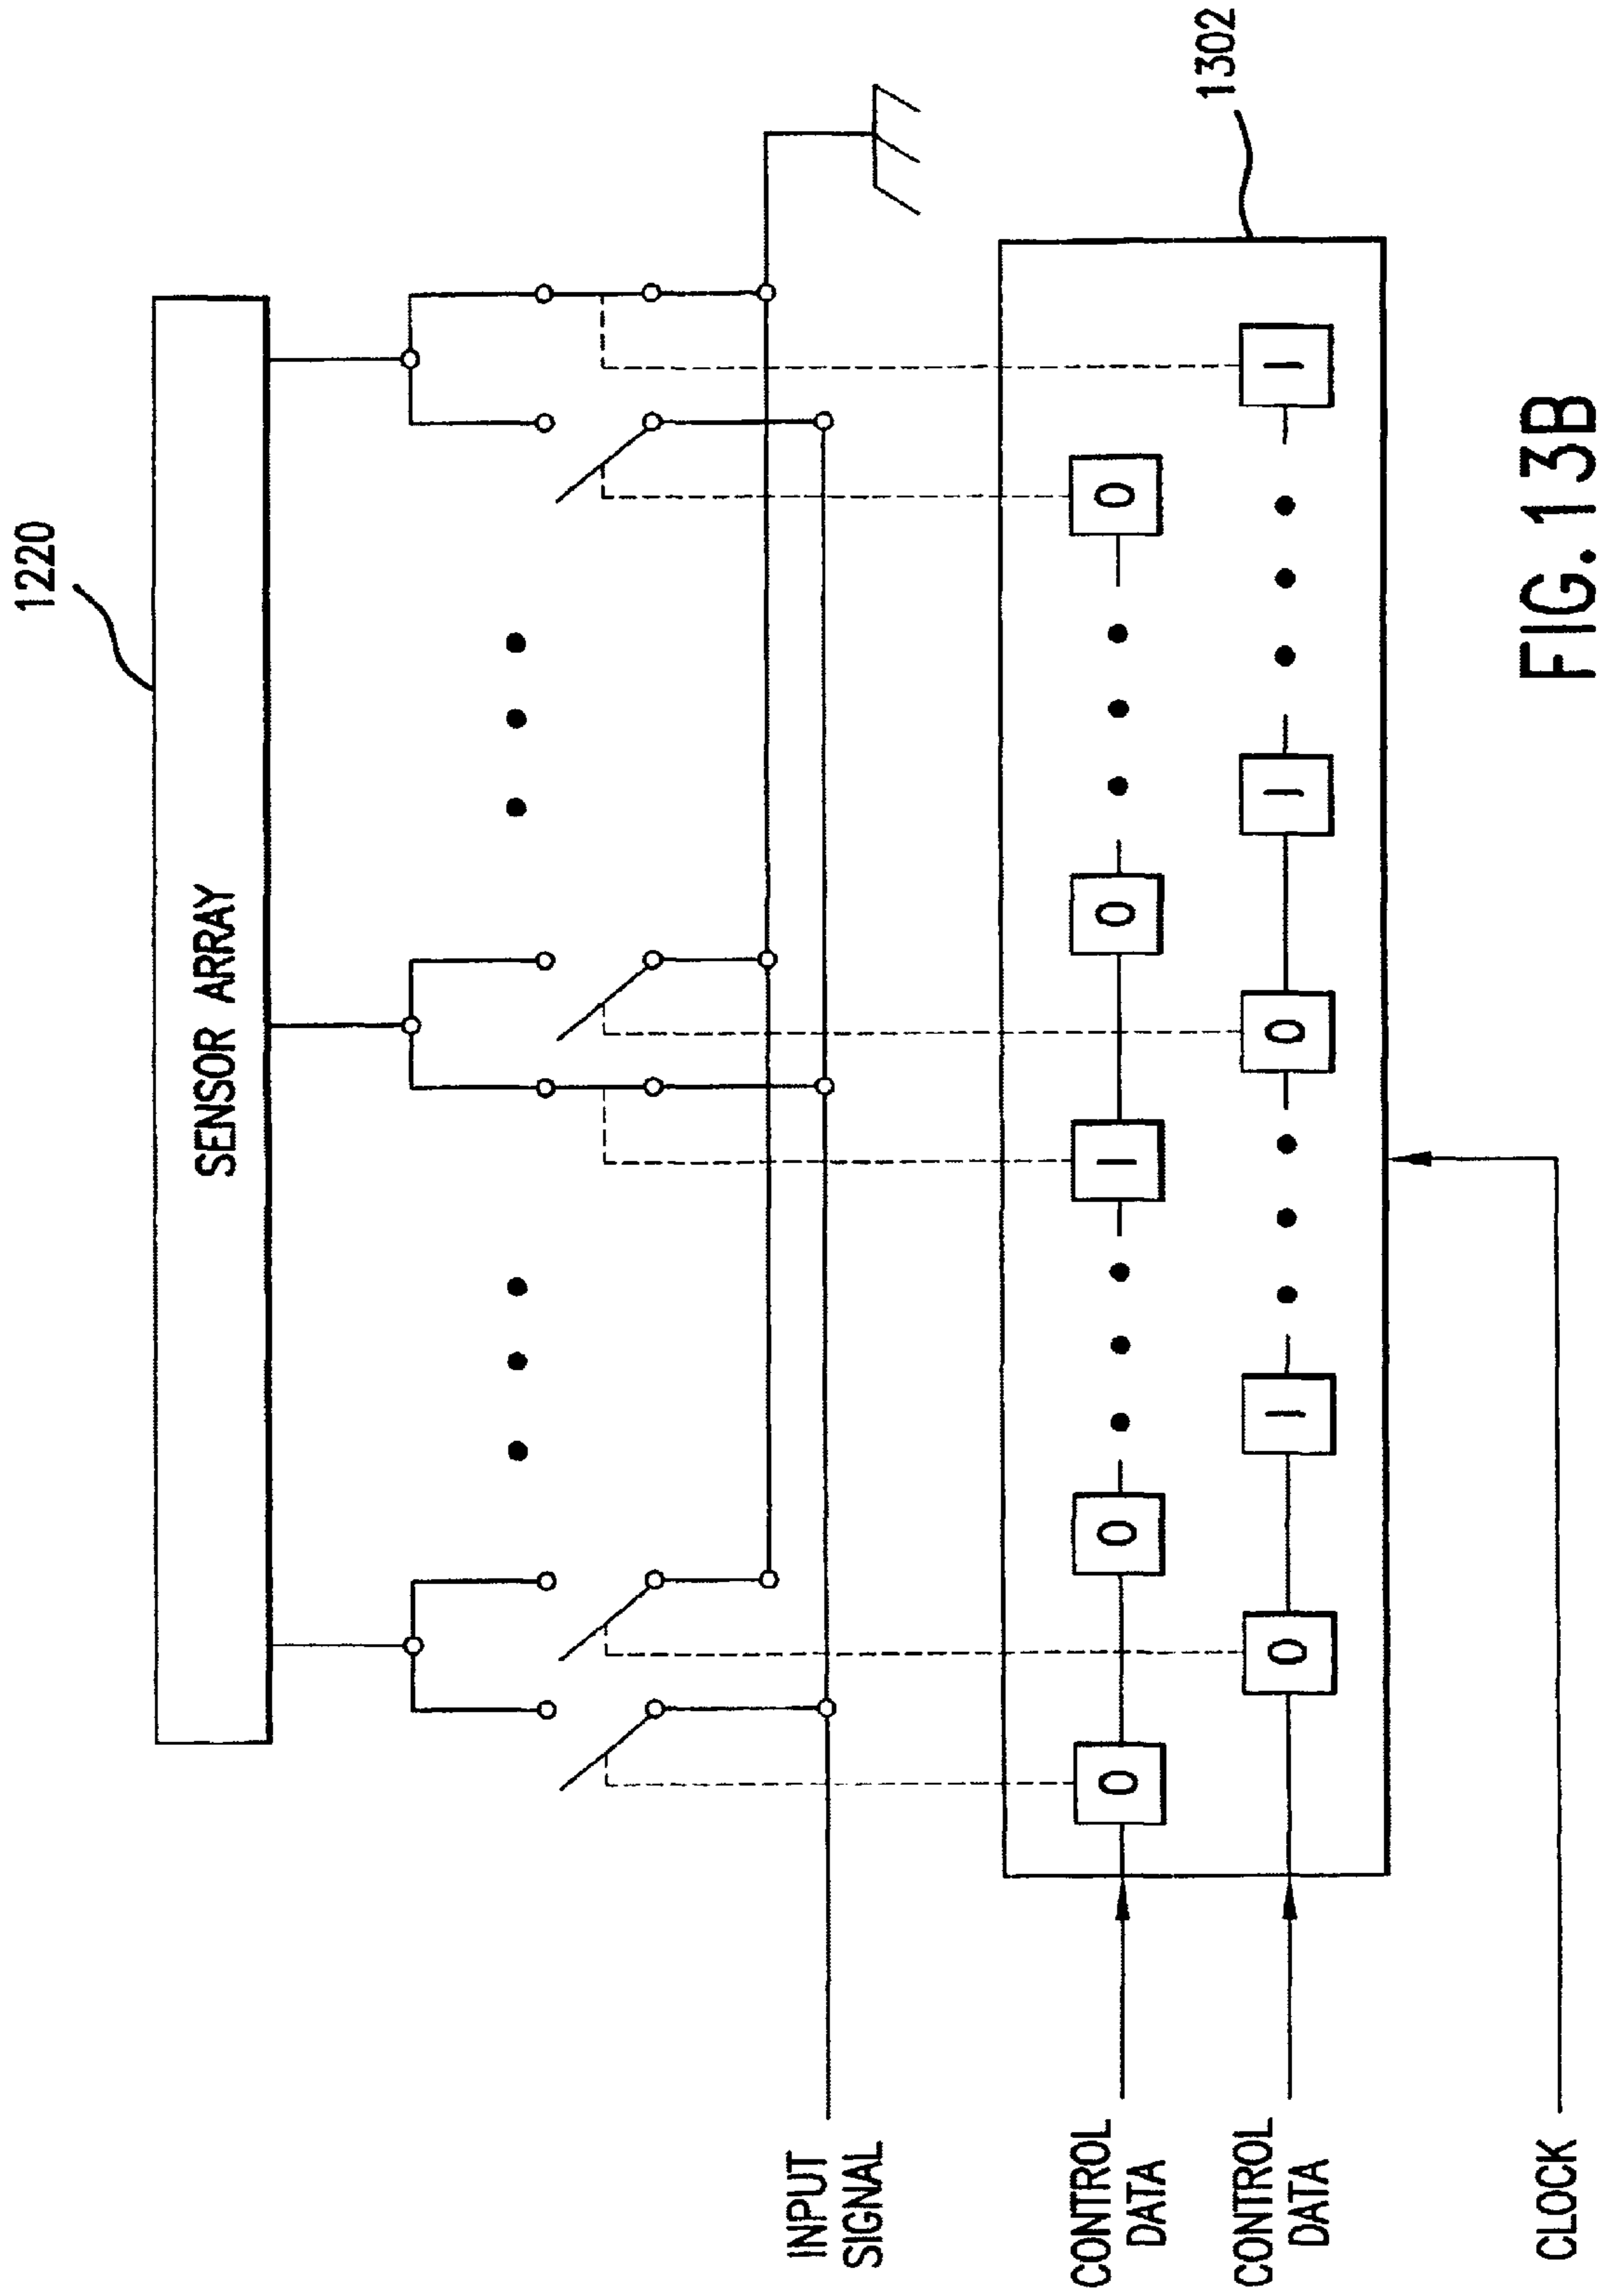 1220
SENSOR ARRAY
INPUT
SIGNAL
1302
CONTROL
DATA
0 0 1 0 0
CONTROL
DATA
0 1 0 1 1
CLOCK
FIG. 13B